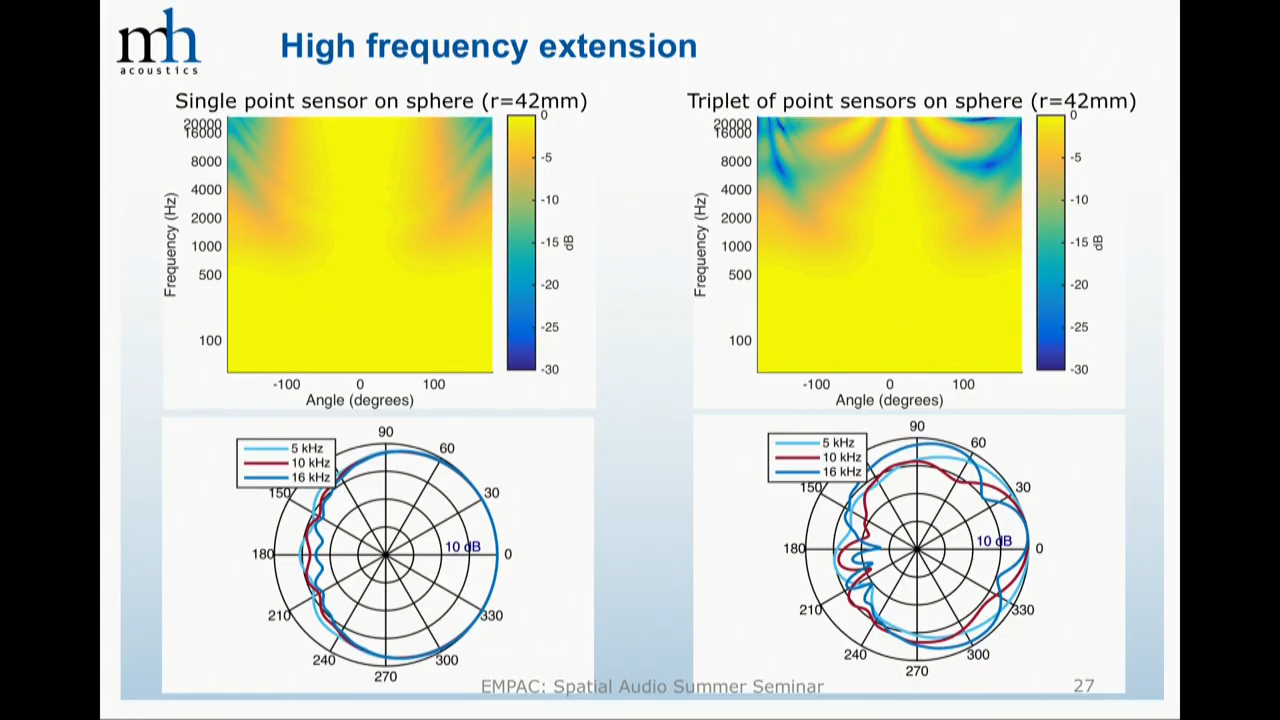 mh
acoustics
High frequency extension
Single point sensor on sphere (r=42mm)
20000
16000
8000
4000
2000
1000
500
100
Frequency (Hz)
-100 0 100
Angle (degrees)
0
-5
-10
-15
-20
-25
-30
dB
Triplet of point sensors on sphere (r=42mm)
20000
16000
8000
4000
2000
1000
500
100
Frequency (Hz)
-100 0 100
Angle (degrees)
0
-5
-10
-15
-20
-25
-30
dB
5 kHz
10 kHz
16 kHz
90
60
30
0
330
300
270
240
210
180
150
10 dB
5 kHz
10 kHz
16 kHz
90
60
30
0
330
300
270
240
210
180
150
10 dB
EMPAC: Spatial Audio Summer Seminar
27